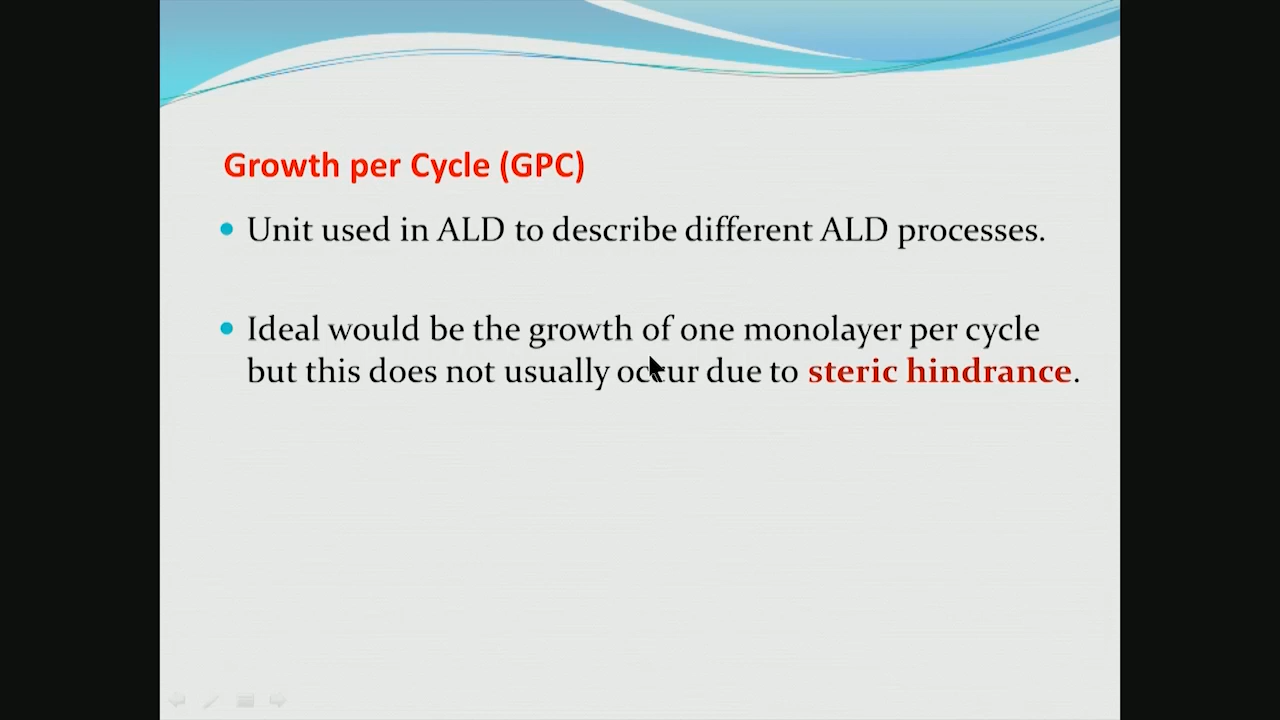 Growth per Cycle (GPC)
Unit used in ALD to describe different ALD processes.
Ideal would be the growth of one monolayer per cycle
but this does not usually occur due to steric hindrance.